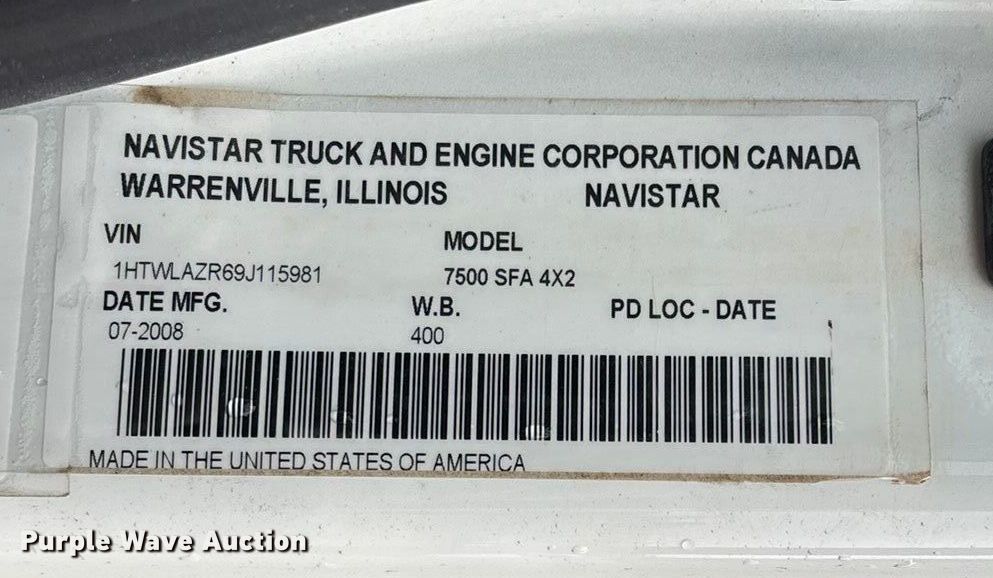 NAVISTAR TRUCK AND ENGINE CORPORATION CANADA
WARRENVILLE, ILLINOIS NAVISTAR
VIN MODEL
1HTWLAZR69J115981 7500 SFA 4X2
DATE MFG. W.B. PD LOC - DATE
07-2008 400
MADE IN THE UNITED STATES OF AMERICA
Purple Wave Auction